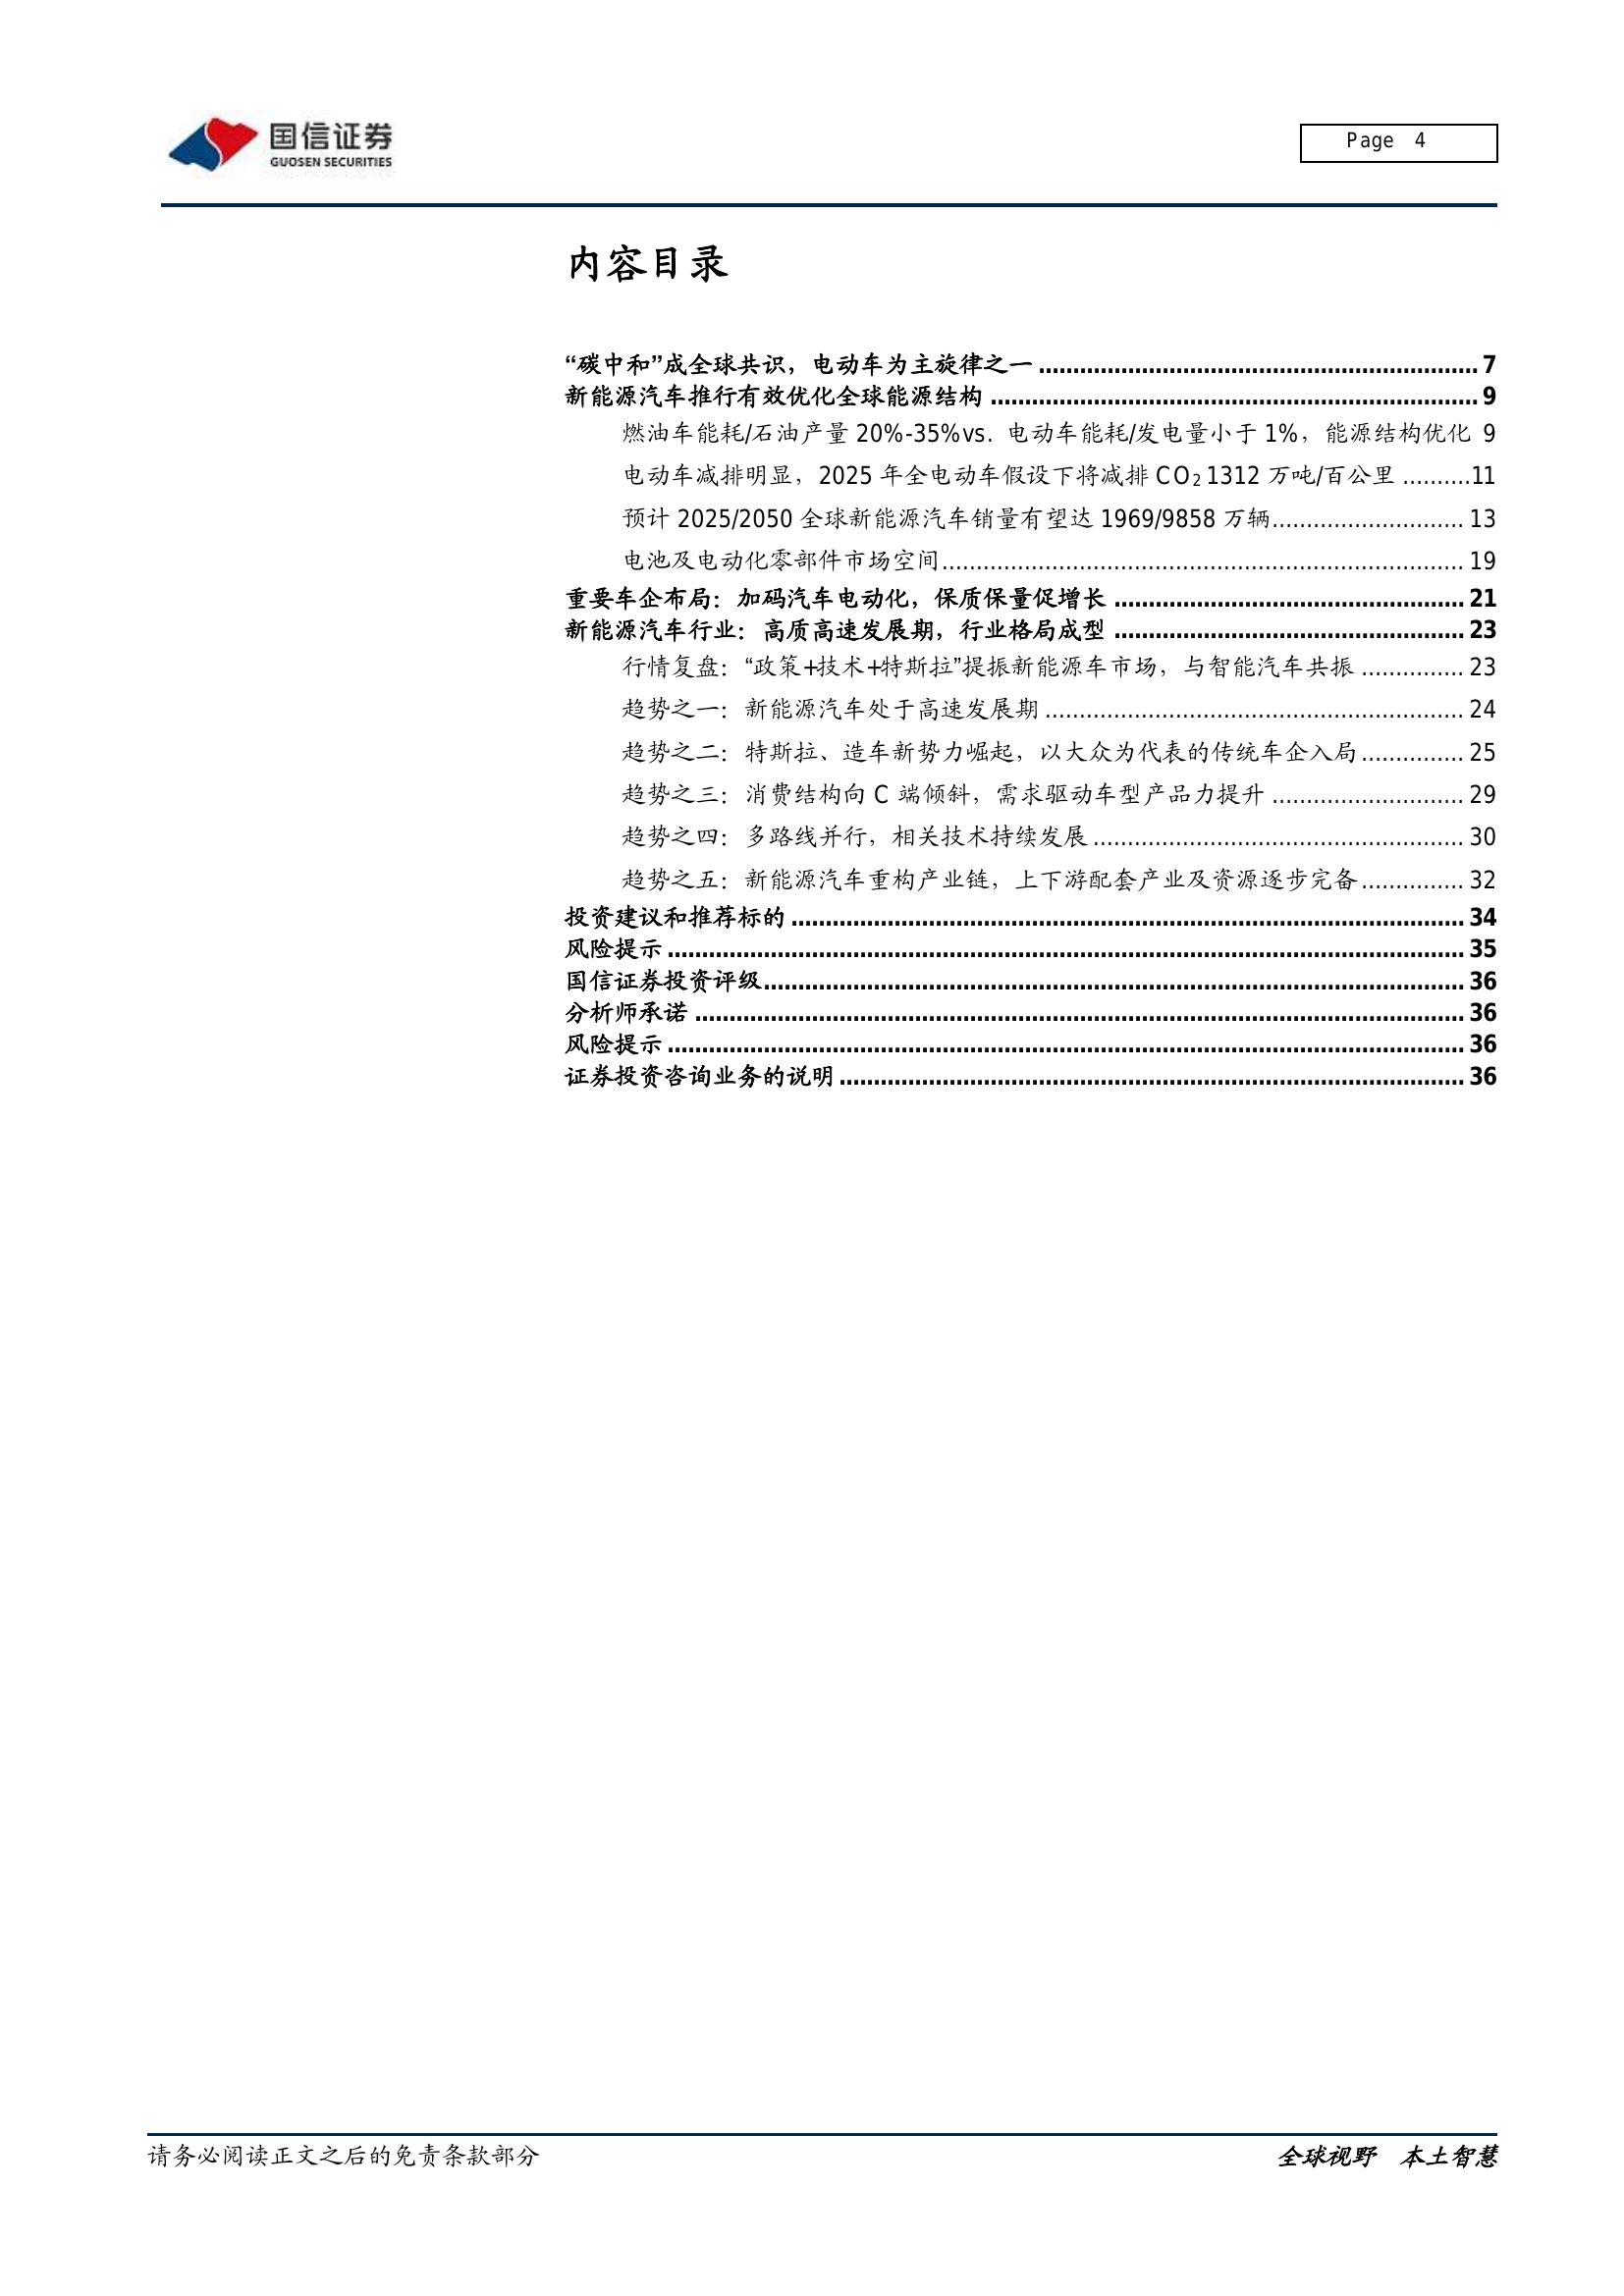 国信证券
GUOSEN SECURITIES
Page 4
内容目录
“碳中和”成全球共识，电动车为主旋律之一 ................................................................ 7
新能源汽车推行有效优化全球能源结构 ....................................................................... 9
燃油车能耗/石油产量 20%-35%vs. 电动车能耗/发电量小于 1%，能源结构优化 9
电动车减排明显，2025 年全电动车假设下将减排 CO₂ 1312 万吨/百公里 ..........11
预计 2025/2050 全球新能源汽车销量有望达 1969/9858 万辆............................ 13
电池及电动化零部件市场空间............................................................................ 19
重要车企布局：加码汽车电动化，保质保量促增长 ................................................... 21
新能源汽车行业：高质高速发展期，行业格局成型 ................................................... 23
行情复盘：“政策+技术+特斯拉”提振新能源车市场，与智能汽车共振 ............... 23
趋势之一：新能源汽车处于高速发展期 ............................................................. 24
趋势之二：特斯拉、造车新势力崛起，以大众为代表的传统车企入局............... 25
趋势之三：消费结构向 C 端倾斜，需求驱动车型产品力提升 ............................ 29
趋势之四：多路线并行，相关技术持续发展 ...................................................... 30
趋势之五：新能源汽车重构产业链，上下游配套产业及资源逐步完备............... 32
投资建议和推荐标的 .................................................................................................. 34
风险提示 .................................................................................................................... 35
国信证券投资评级...................................................................................................... 36
分析师承诺 ................................................................................................................ 36
风险提示 .................................................................................................................... 36
证券投资咨询业务的说明 ........................................................................................... 36
请务必阅读正文之后的免责条款部分
全球视野 本土智慧